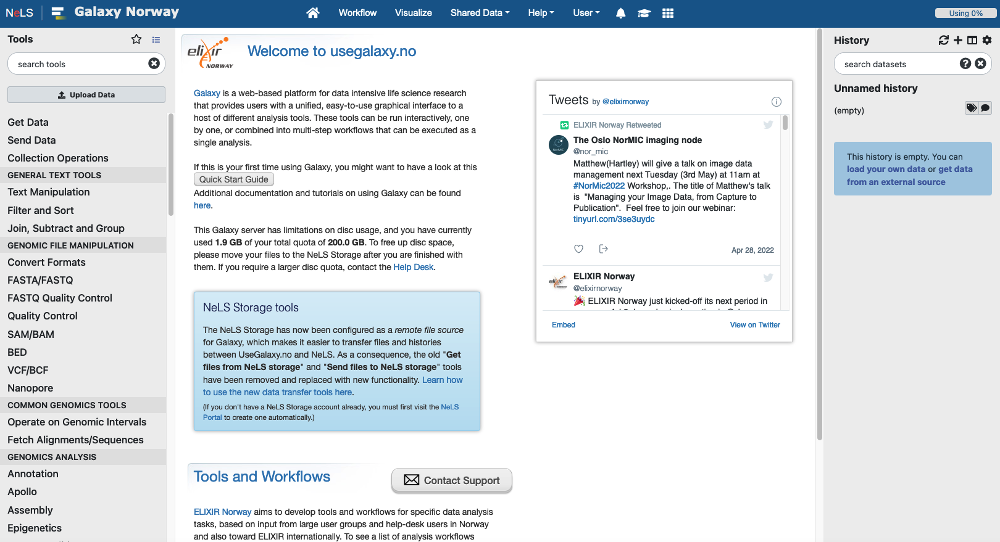 NeLS
Galaxy Norway
Workflow
Visualize
Shared Data
Help
User
Using 0%
Tools
search tools
Upload Data
Get Data
Send Data
Collection Operations
GENERAL TEXT TOOLS
Text Manipulation
Filter and Sort
Join, Subtract and Group
GENOMIC FILE MANIPULATION
Convert Formats
FASTA/FASTQ
FASTQ Quality Control
Quality Control
SAM/BAM
BED
VCF/BCF
Nanopore
COMMON GENOMICS TOOLS
Operate on Genomic Intervals
Fetch Alignments/Sequences
GENOMICS ANALYSIS
Annotation
Apollo
Assembly
Epigenetics
elixir
NORWAY
Welcome to usegalaxy.no
Galaxy is a web-based platform for data intensive life science research
that provides users with a unified, easy-to-use graphical interface to a
host of different analysis tools. These tools can be run interactively, one
by one, or combined into multi-step workflows that can be executed as a
single analysis.
If this is your first time using Galaxy, you might want to have a look at this
Quick Start Guide
Additional documentation and tutorials on using Galaxy can be found
here.
This Galaxy server has limitations on disc usage, and you have currently
used 1.9 GB of your total quota of 200.0 GB. To free up disc space,
please move your files to the NeLS Storage after you are finished with
them. If you require a larger disc quota, contact the Help Desk.
NeLS Storage tools
The NeLS Storage has now been configured as a remote file source
for Galaxy, which makes it easier to transfer files and histories
between UseGalaxy.no and NeLS. As a consequence, the old "Get
files from NeLS storage" and "Send files to NeLS storage" tools
have been removed and replaced with new functionality. Learn how
to use the new data transfer tools here.
(If you don't have a NeLS Storage account already, you must first visit the NeLS
Portal to create one automatically.)
Tools and Workflows
Contact Support
ELIXIR Norway aims to develop tools and workflows for specific data analysis
tasks, based on input from large user groups and help-desk users in Norway
and also toward ELIXIR internationally. To see a list of analysis workflows
Tweets by @elixirnorway
ELIXIR Norway Retweeted
NorMIC
The Oslo NorMIC imaging node
@nor_mic
Matthew(Hartley) will give a talk on image data
management next Tuesday (3rd May) at 11am at
#NorMic2022 Workshop,. The title of Matthew's talk
is "Managing your Image Data, from Capture to
Publication". Feel free to join our webinar:
tinyurl.com/3se3uydc
Apr 28, 2022
elixir
ELIXIR Norway
@elixirnorway
ELIXIR Norway just kicked-off its next period in
Embed
View on Twitter
History
search datasets
Unnamed history
(empty)
This history is empty. You can
load your own data or get data
from an external source